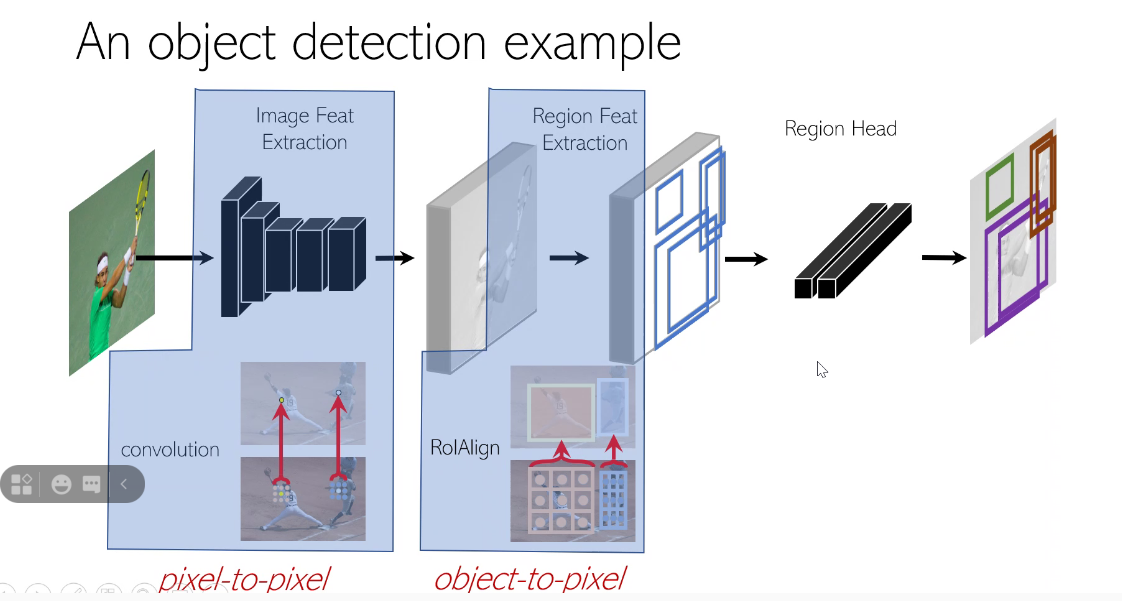 An object detection example
Image Feat
Extraction
Region Feat
Extraction
Region Head
convolution
RoIAlign
pixel-to-pixel
object-to-pixel